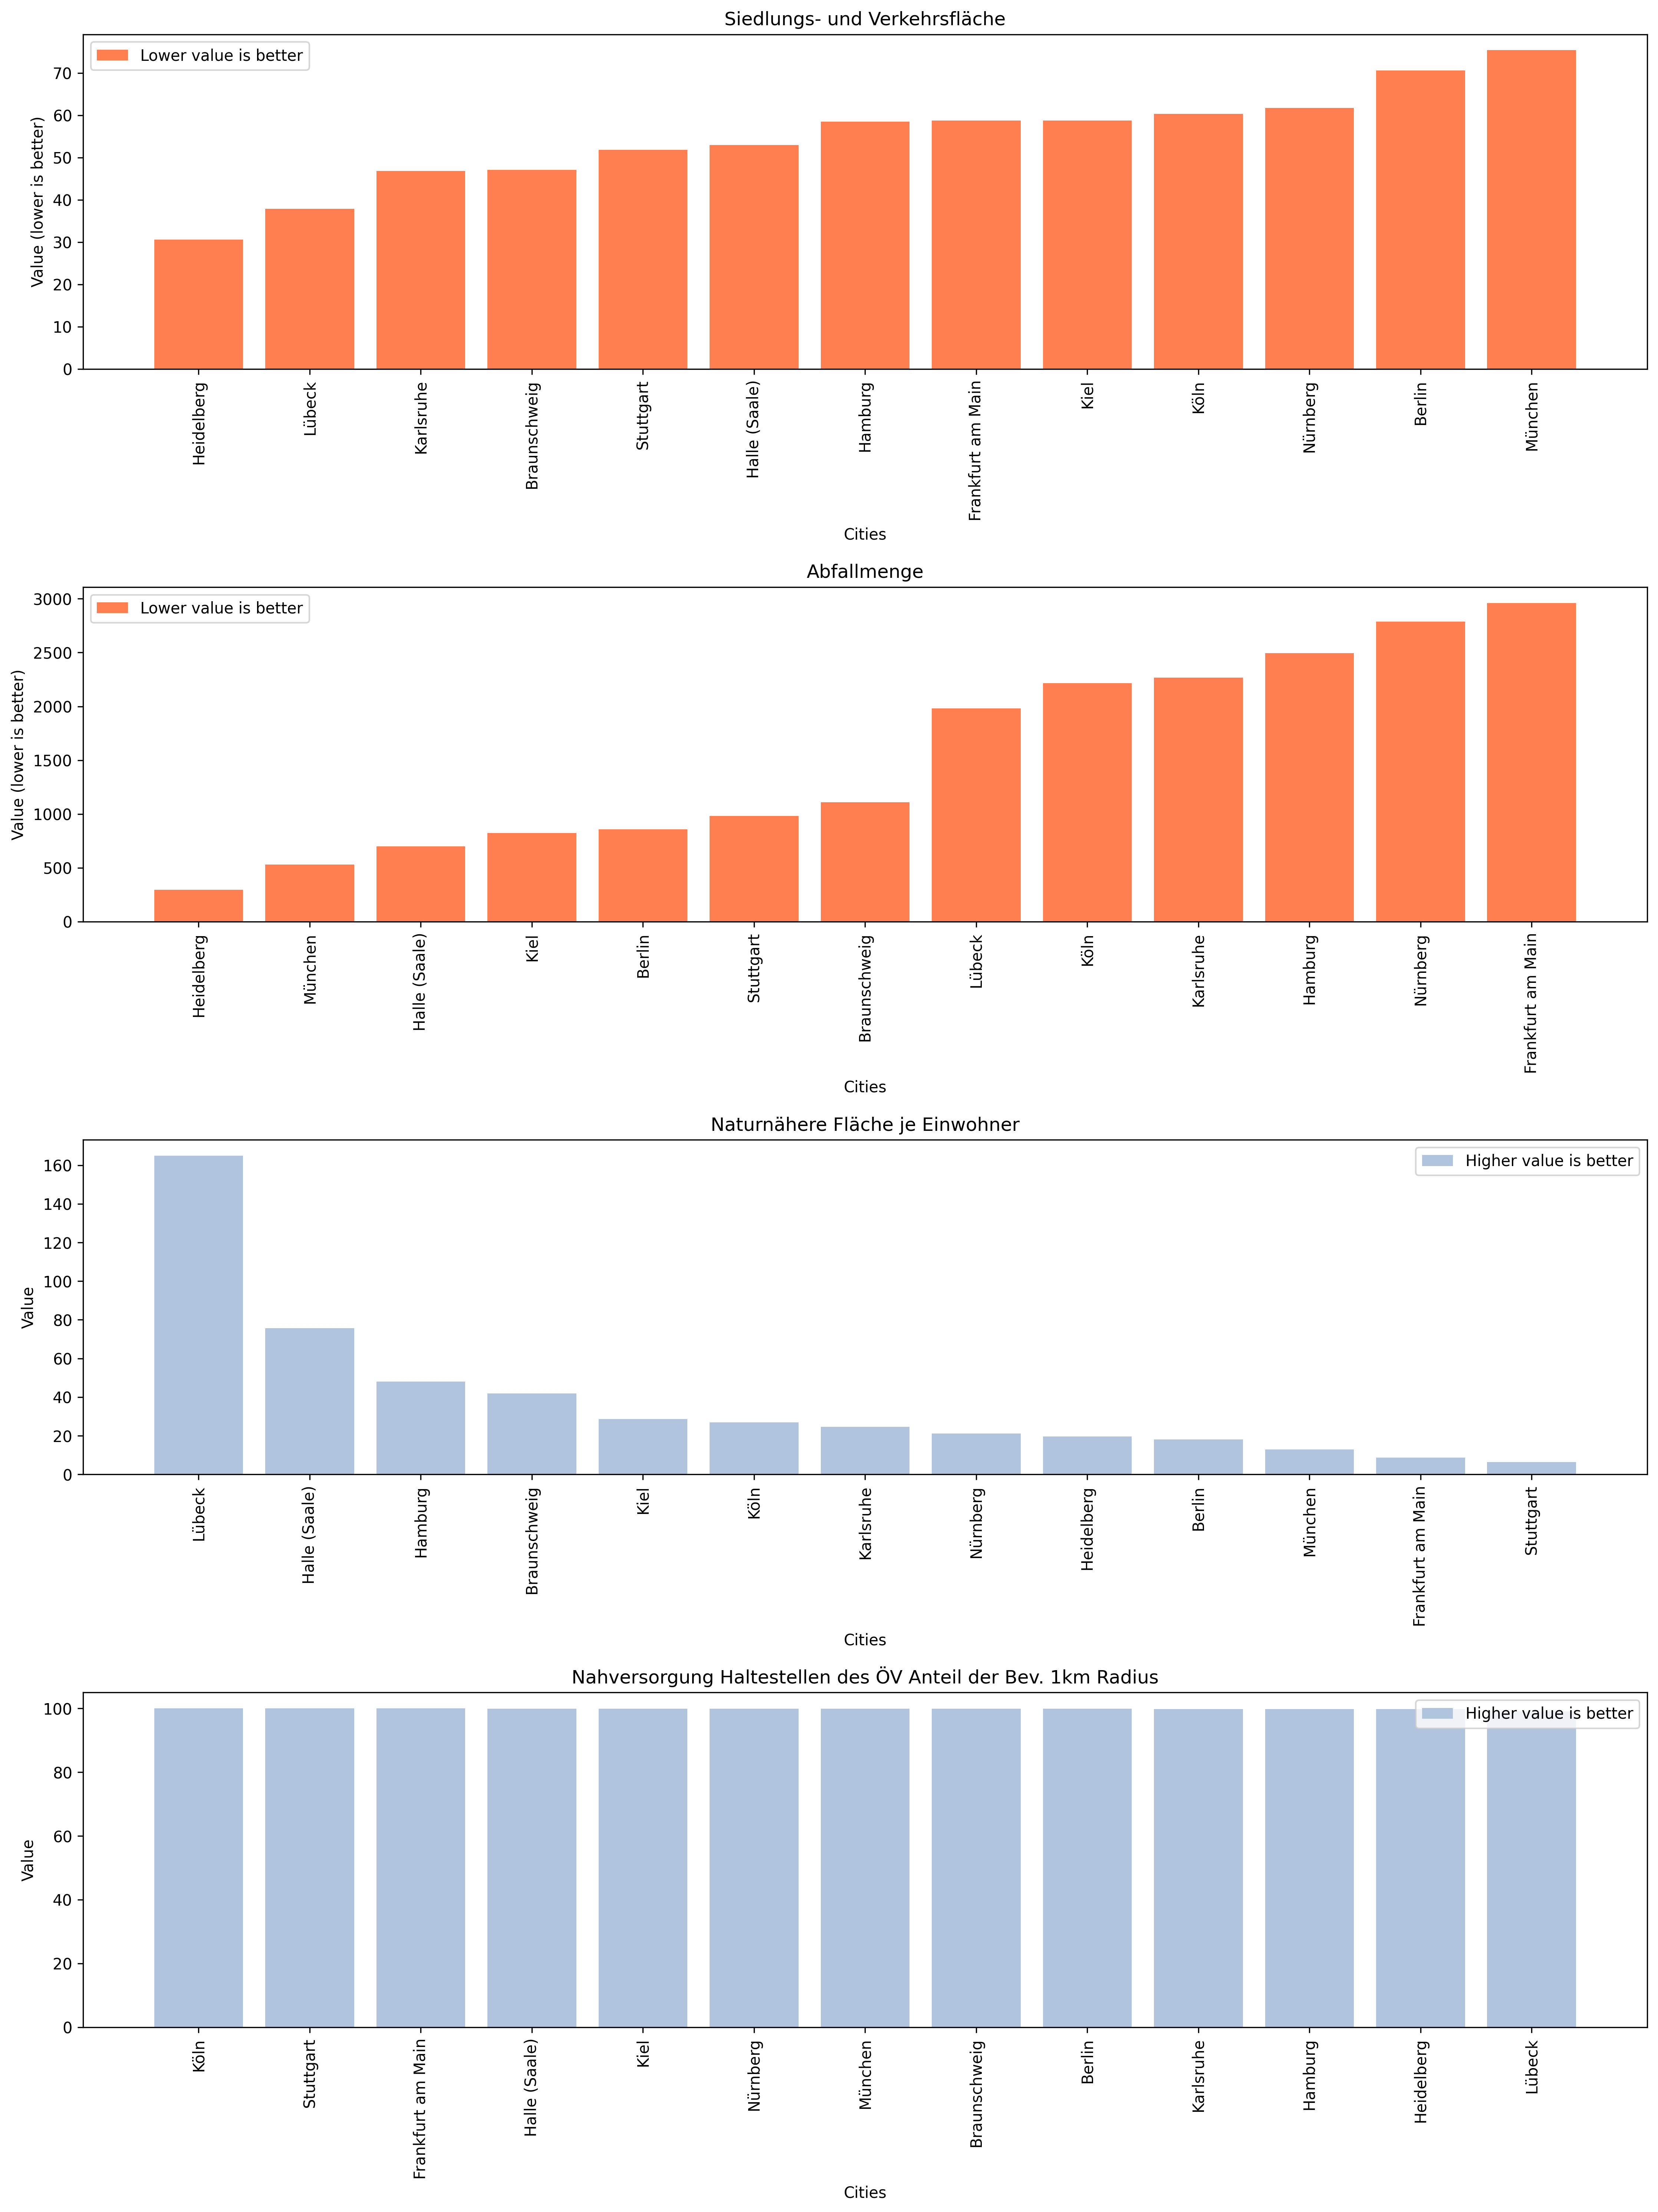 Siedlungs- und Verkehrsfläche
Lower value is better
Value (lower is better)
70
60
50
40
30
20
10
0
Heidelberg
Lübeck
Karlsruhe
Braunschweig
Stuttgart
Halle (Saale)
Hamburg
Frankfurt am Main
Kiel
Köln
Nürnberg
Berlin
München
Cities
Abfallmenge
Lower value is better
Value (lower is better)
3000
2500
2000
1500
1000
500
0
Heidelberg
München
Halle (Saale)
Kiel
Berlin
Stuttgart
Braunschweig
Lübeck
Köln
Karlsruhe
Hamburg
Nürnberg
Frankfurt am Main
Cities
Naturnähere Fläche je Einwohner
Higher value is better
Value
160
140
120
100
80
60
40
20
0
Lübeck
Halle (Saale)
Hamburg
Braunschweig
Kiel
Köln
Karlsruhe
Nürnberg
Heidelberg
Berlin
München
Frankfurt am Main
Stuttgart
Cities
Nahversorgung Haltestellen des ÖV Anteil der Bev. 1km Radius
Higher value is better
Value
100
80
60
40
20
0
Köln
Stuttgart
Frankfurt am Main
Halle (Saale)
Kiel
Nürnberg
München
Braunschweig
Berlin
Karlsruhe
Hamburg
Heidelberg
Lübeck
Cities